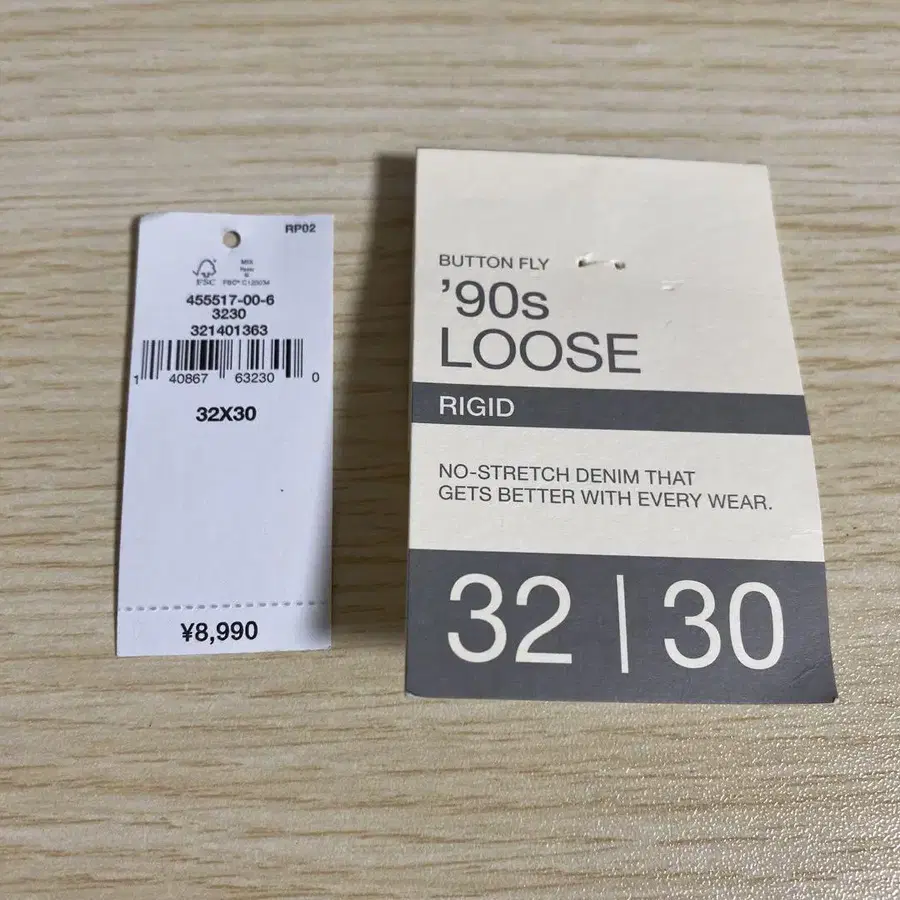 RP02
FSC
MIX
455517-00-6
3230
321401363
1 40867 63230 0
32X30
¥8,990
BUTTON FLY
’90s
LOOSE
RIGID
NO-STRETCH DENIM THAT
GETS BETTER WITH EVERY WEAR.
32 | 30